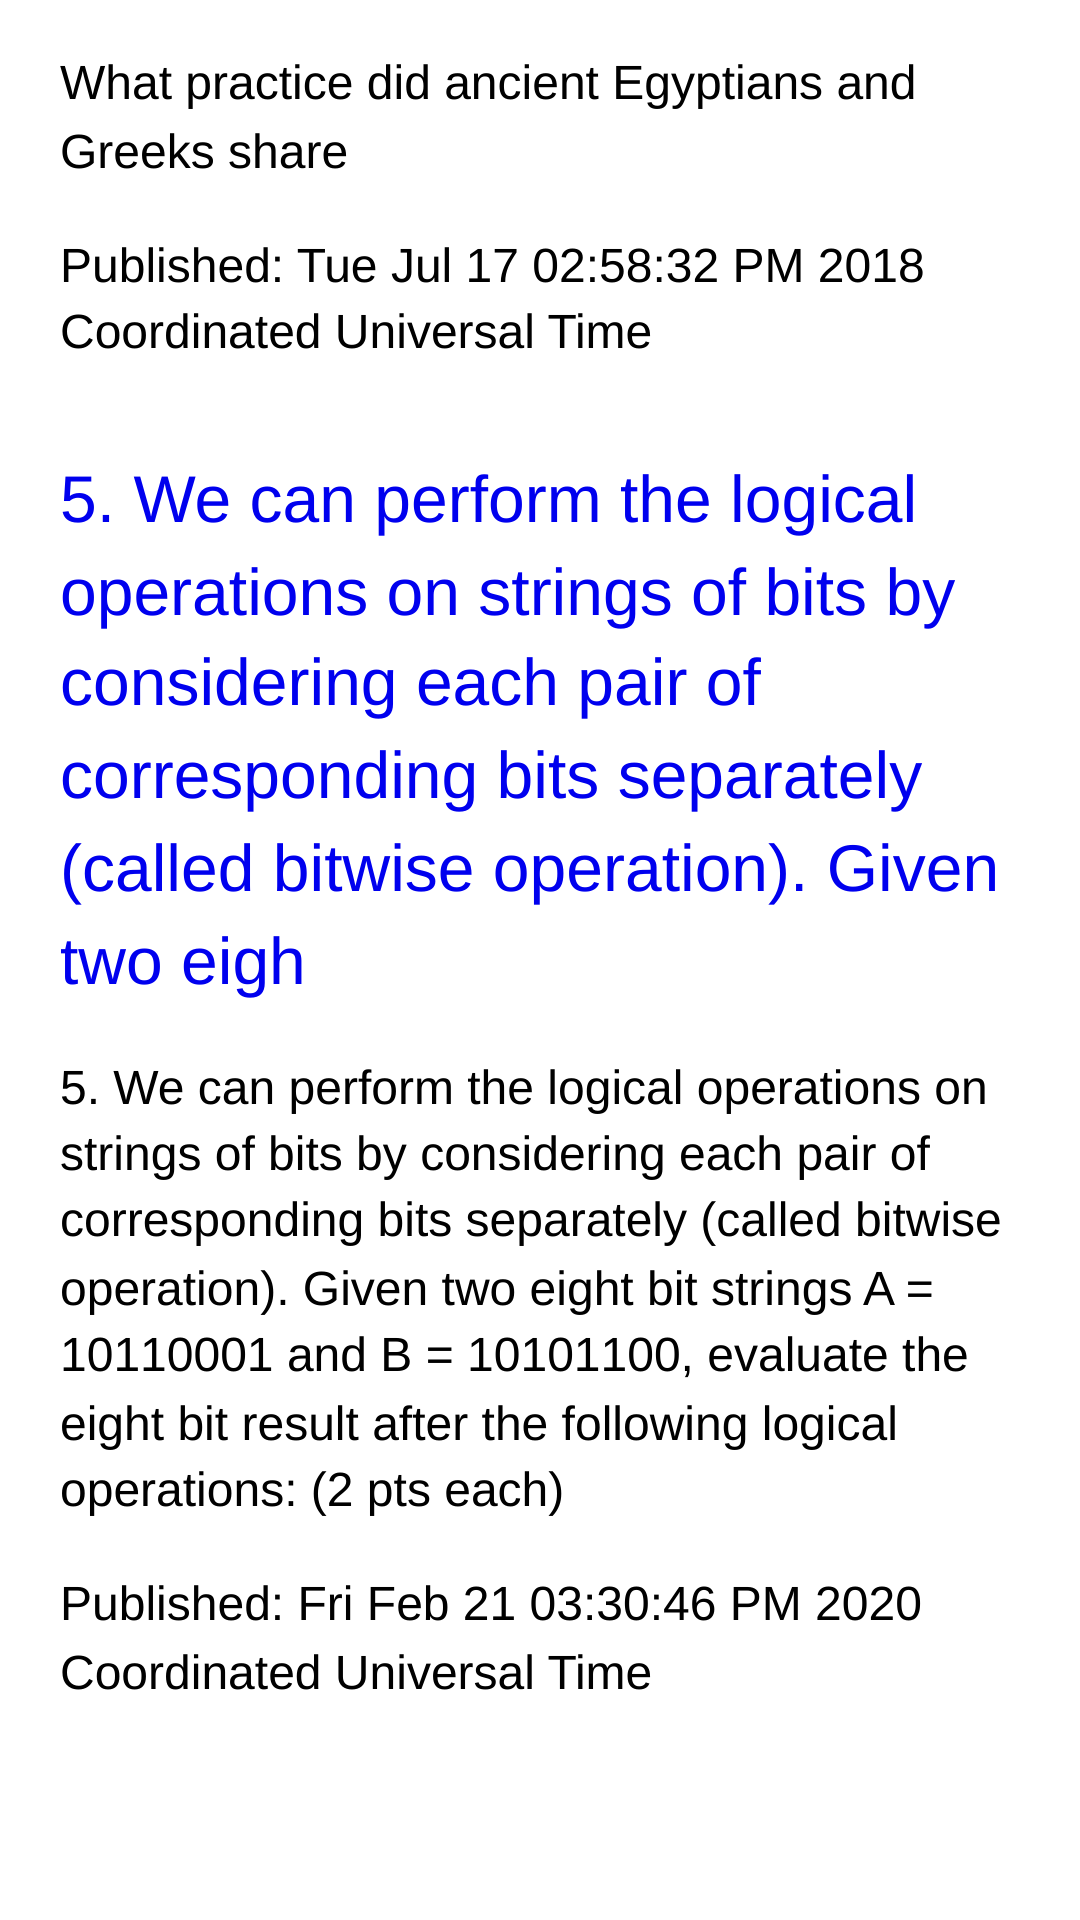 What practice did ancient Egyptians and
Greeks share
Published: Tue Jul 17 02:58:32 PM 2018
Coordinated Universal Time
5. We can perform the logical
operations on strings of bits by
considering each pair of
corresponding bits separately
(called bitwise operation). Given
two eigh
5. We can perform the logical operations on
strings of bits by considering each pair of
corresponding bits separately (called bitwise
operation). Given two eight bit strings A =
10110001 and B = 10101100, evaluate the
eight bit result after the following logical
operations: (2 pts each)
Published: Fri Feb 21 03:30:46 PM 2020
Coordinated Universal Time